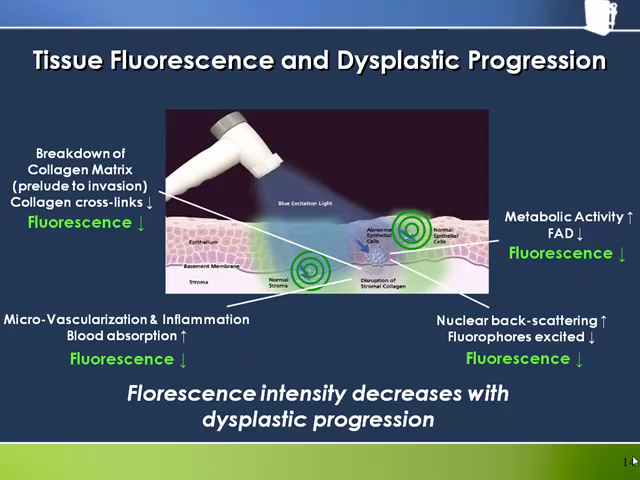 Tissue Fluorescence and Dysplastic Progression
Breakdown of
Collagen Matrix
(prelude to invasion)
Collagen cross-links ↓
Fluorescence ↓
Blue Excitation Light
Epithelium
Basement Membrane
Stroma
Normal
Stroma
Abnormal
Epithelial
Cells
Normal
Epithelial
Cells
Disruption of
Stromal Collagen
Metabolic Activity ↑
FAD ↓
Fluorescence ↓
Micro-Vascularization & Inflammation
Blood absorption ↑
Fluorescence ↓
Nuclear back-scattering ↑
Fluorophores excited ↓
Fluorescence ↓
Florescence intensity decreases with
dysplastic progression